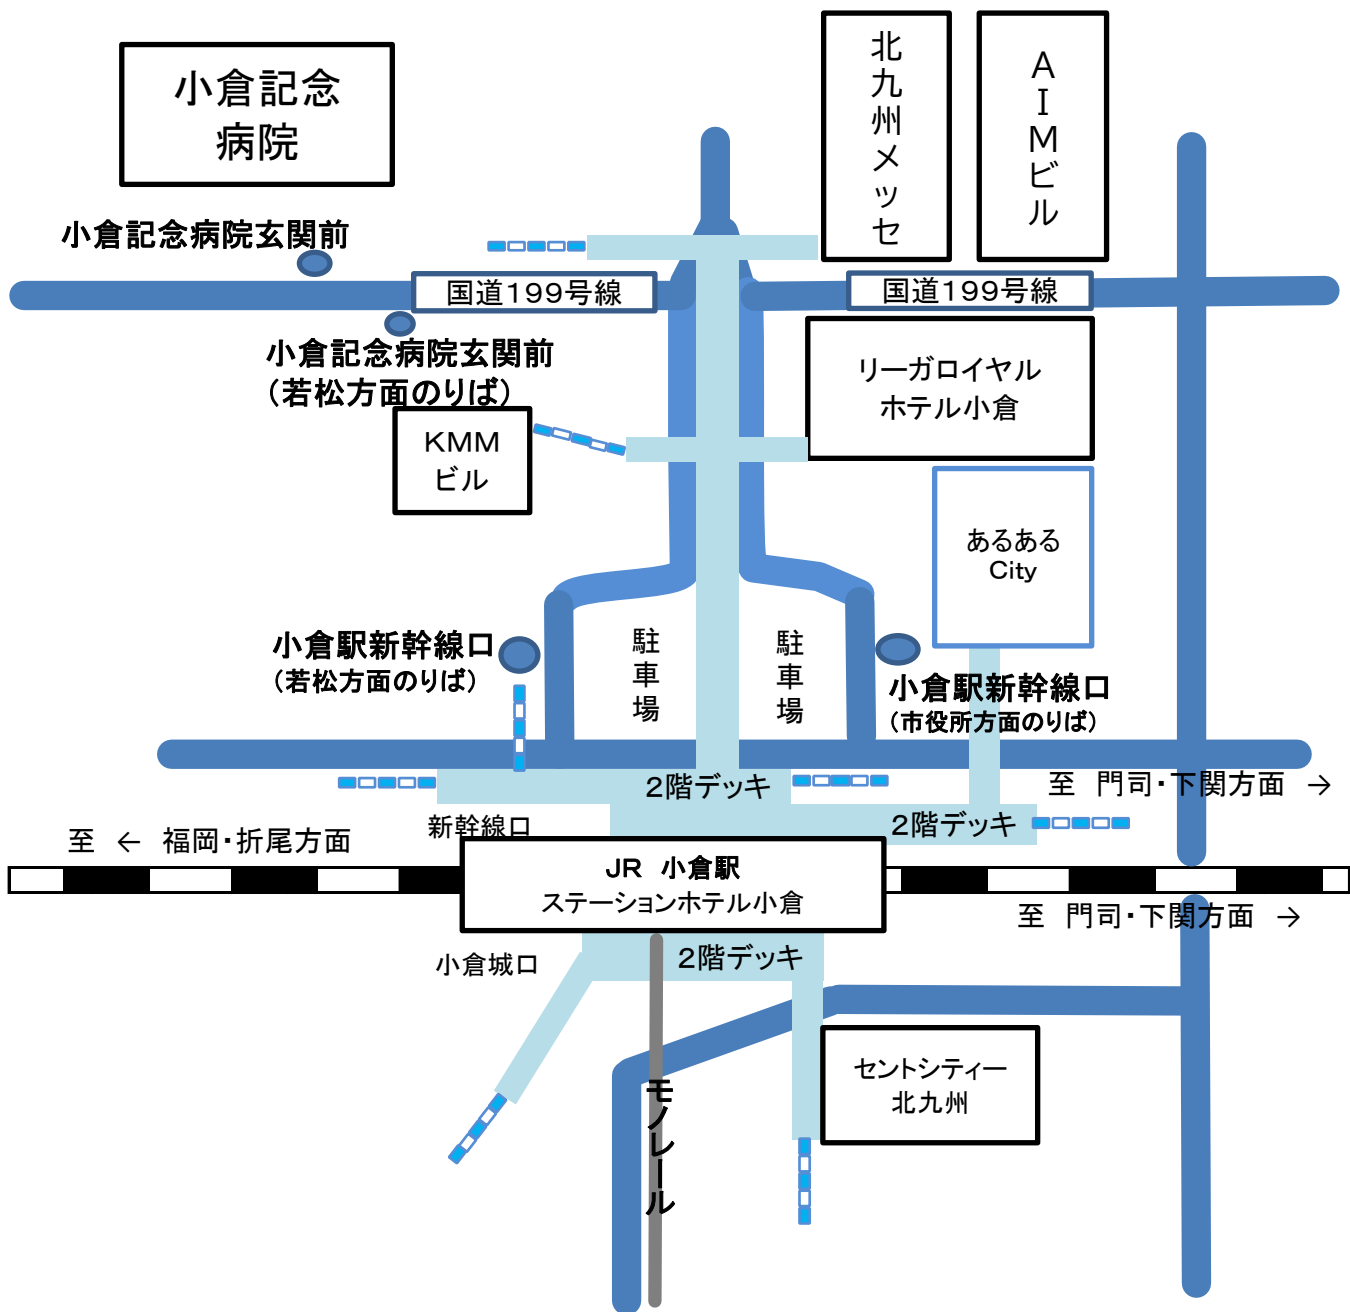 小倉記念
病院
北九州メッセ
AIMビル
小倉記念病院玄関前
国道199号線
国道199号線
小倉記念病院玄関前
（若松方面のりば）
リーガロイヤル
ホテル小倉
KMM
ビル
あるある
City
小倉駅新幹線口
（若松方面のりば）
駐車場
駐車場
小倉駅新幹線口
（市役所方面のりば）
2階デッキ
至 門司・下関方面 →
新幹線口
2階デッキ
至 ← 福岡・折尾方面
JR 小倉駅
ステーションホテル小倉
至 門司・下関方面 →
小倉城口
2階デッキ
モノレール
セントシティー
北九州